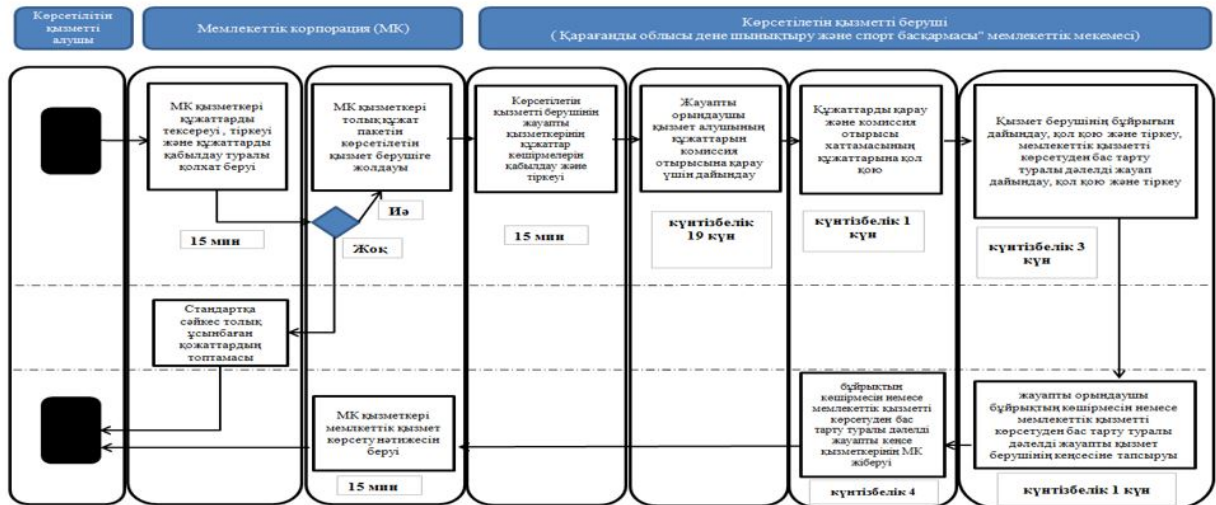 Көрсетілітін
қызметті
алушы
Мемлекеттік корпорация (МК)
Көрсетілетін қызметті беруші
( Қарағанды облысы дене шынықтыру және спорт басқармасы" мемлекеттік мекемесі)
МК қызметкері
құжаттарды
тексереуі , тіркеуі
және құжаттарды
қабылдау туралы
қолхат беруі
15 мин
МК қызметкері
толық құжат
пакетін
көрсетілетін
қызмет берушіге
жолдауы
Иә
Жоқ
Көрсетілетін
қызметті берушінің
жауапты
қызметкерінің
құжаттар
көшірмелерін
қабылдау және
тіркеуі
15 мин
Жауапты
орындаушы
қызмет алушының
құжаттарын
комиссия
отырысына қарау
үшін дайындау
күнтізбелік
19 күн
Құжаттарды қарау
және комиссия
отырысы
хаттамасының
құжаттарына қол
қою
күнтізбелік 1
күн
Қызмет берушінің бұйрығын
дайындау, қол қою және тіркеу,
мемлекеттік қызметті
көрсетуден бас тарту
туралы дәлелді жауап
дайындау, қол қою және тіркеу
күнтізбелік 3
күн
Стандартқа
сәйкес толық
ұсынбаған
қожаттардың
топтамасы
МК қызметкері
мемлкеттік қызмет
көрсету нәтижесін
беруі
15 мин
бұйрықтың
көшірмесін немесе
мемлекеттік қызметті
көрсетуден бас
тарту туралы дәлелді
жауапты кеңсе
қызметкерінің МК
жіберуі
күнтізбелік 4
жауапты орындаушы
бұйрықтың көшірмесін немесе
мемлекеттік қызметті
көрсетуден бас тарту туралы
дәлелді жауапты қызмет
берушінің кеңсесіне тапсыруы
күнтізбелік 1 күн